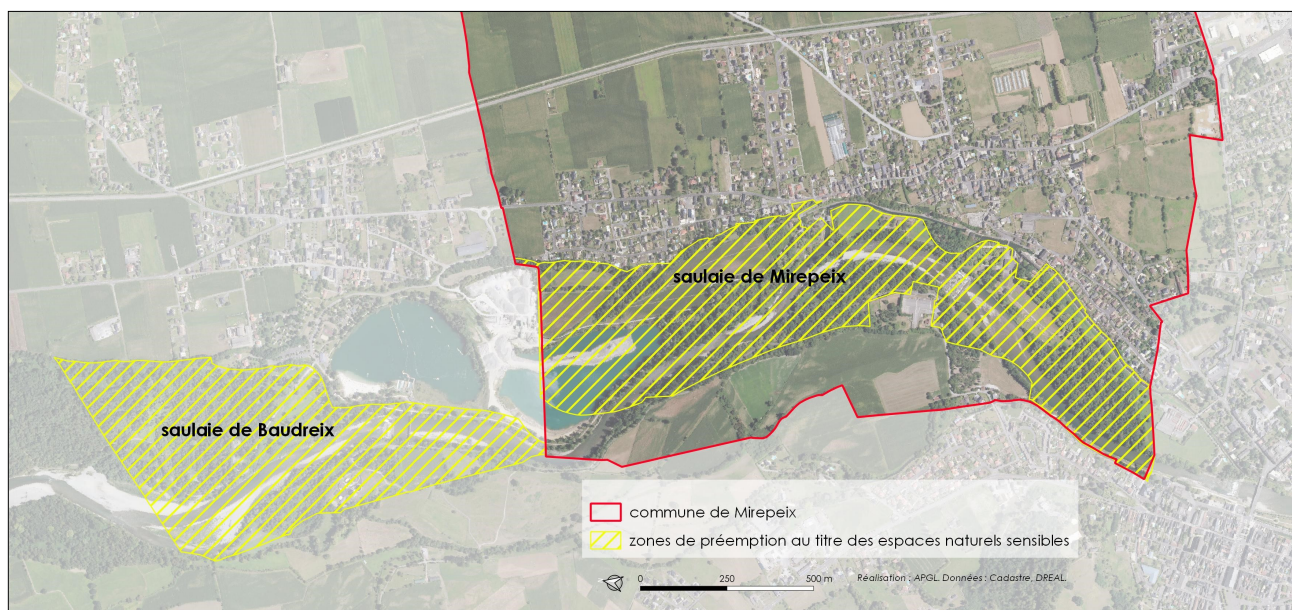 saulaie de Mirepeix
saulaie de Baudreix
commune de Mirepeix
zones de préemption au titre des espaces naturels sensibles
0 250 500 m
Réalisation : APGL. Données : Cadastre, DREAL.